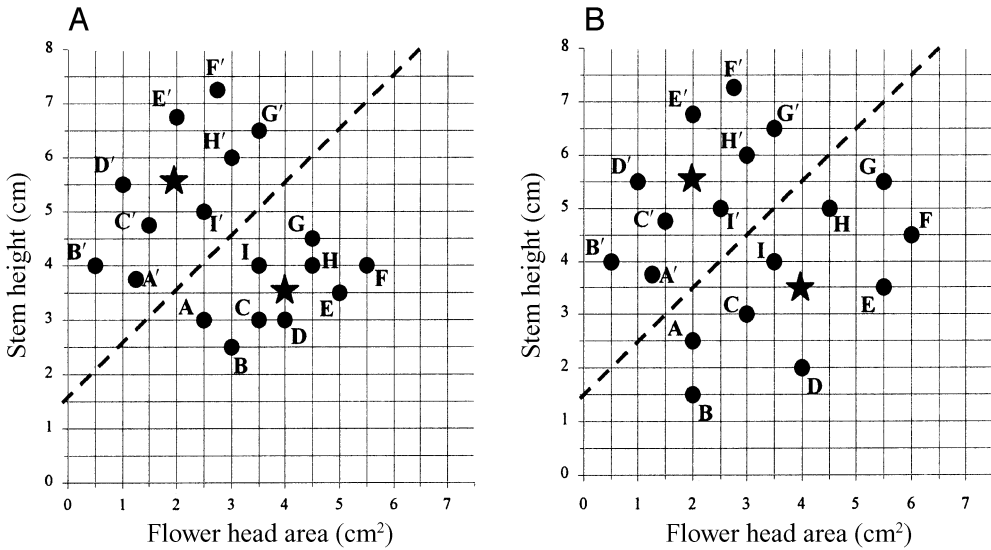 A
Stem height (cm)
8
7
6
5
4
3
2
1
0
F′
E′
G′
H′
D′
C′
I′
B′
A′
G
I
H
F
A
C
E
D
B
0 1 2 3 4 5 6 7
Flower head area (cm²)
B
Stem height (cm)
8
7
6
5
4
3
2
1
0
F′
E′
G′
H′
D′
G
C′
I′
H
F
B′
I
A′
E
C
A
D
B
0 1 2 3 4 5 6 7
Flower head area (cm²)